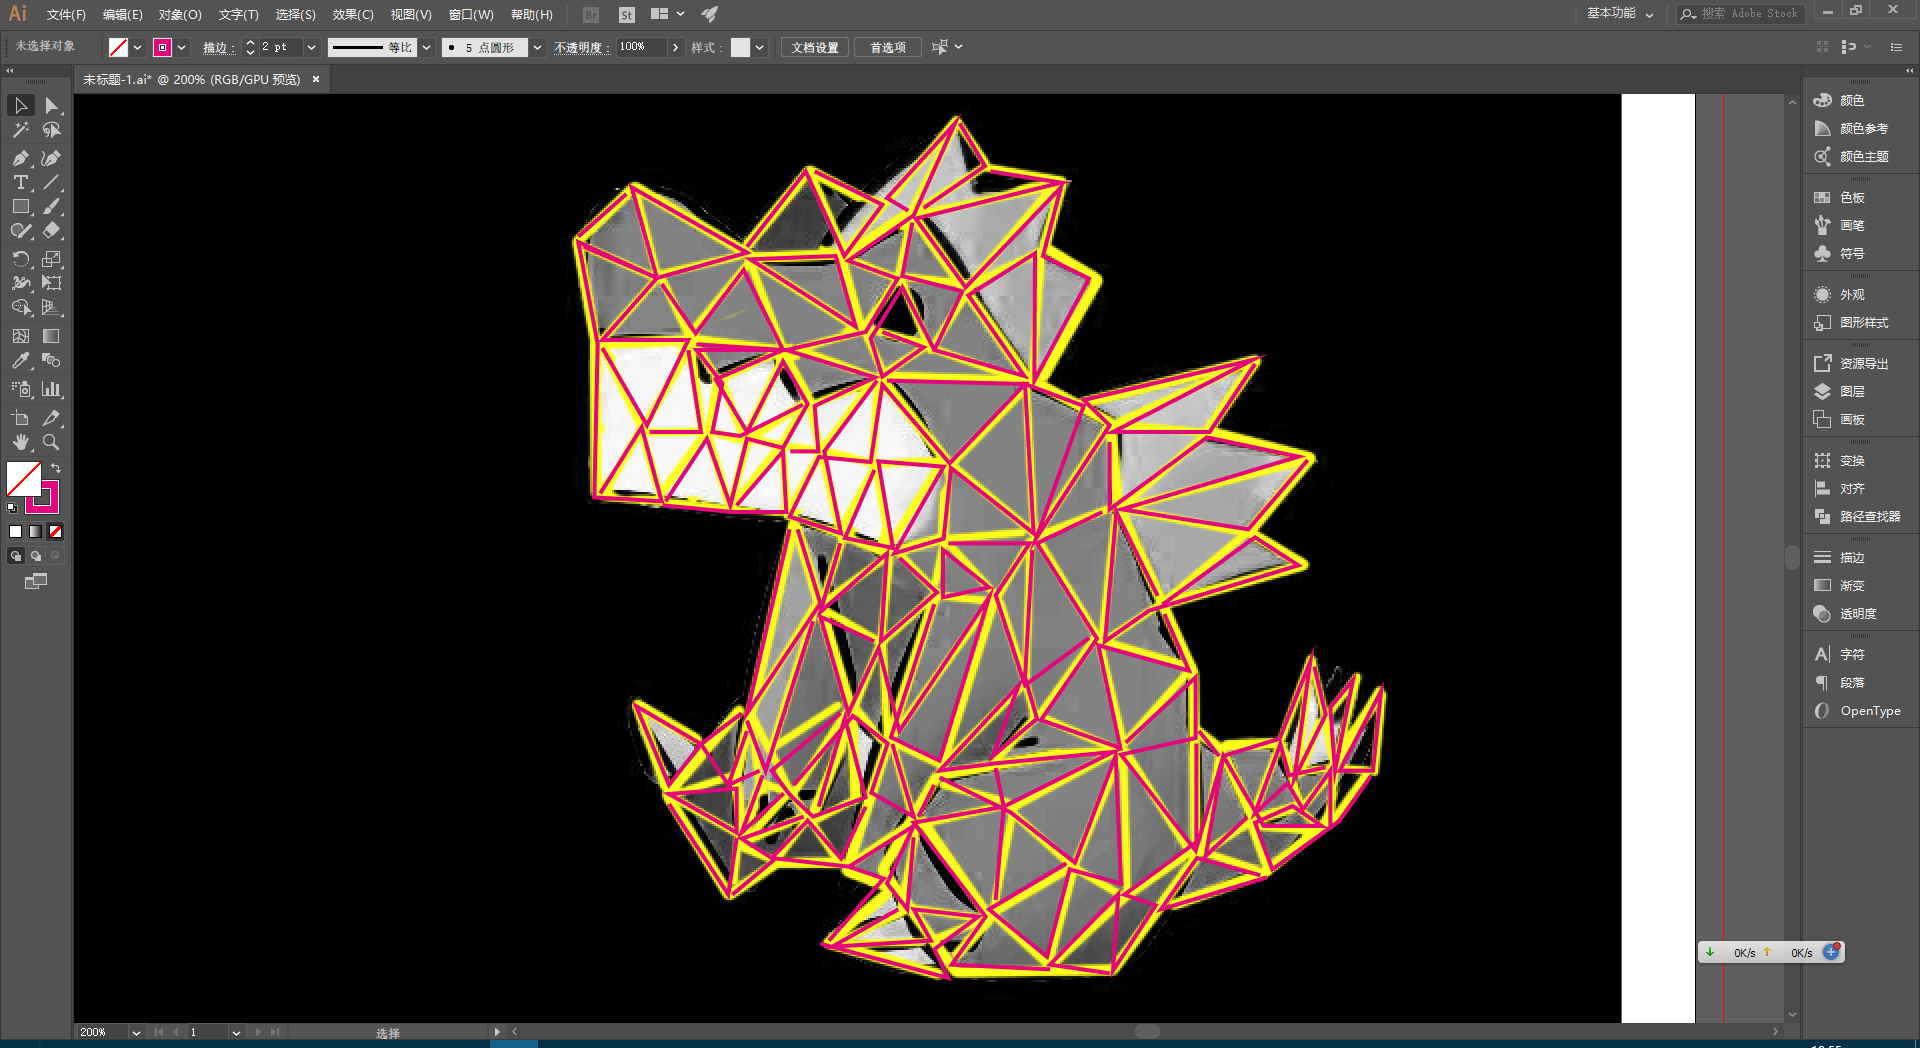 Ai 文件(F) 编辑(E) 对象(O) 文字(T) 选择(S) 效果(C) 视图(V) 窗口(W) 帮助(H) Br St 基本功能 搜索 Adobe Stock
未选择对象 描边: 2 pt 等比 5 点圆形 不透明度: 100% 样式: 文档设置 首选项
未标题-1.ai* @ 200% (RGB/GPU 预览) ×
颜色
颜色参考
颜色主题
色板
画笔
符号
外观
图形样式
资源导出
图层
画板
变换
对齐
路径查找器
描边
渐变
透明度
字符
段落
OpenType
0K/s 0K/s
200% 1 选择